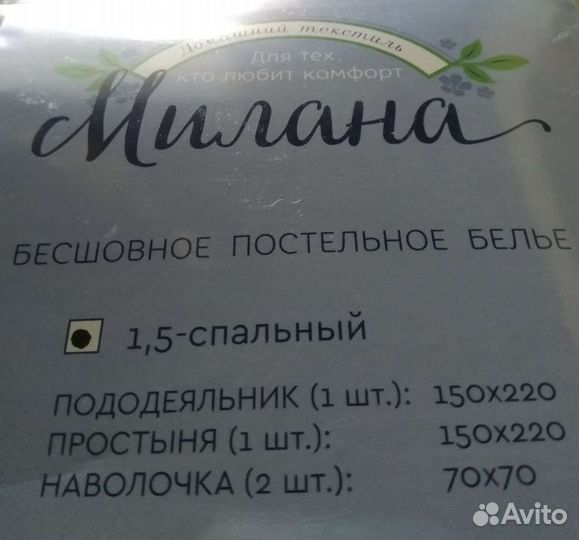 Домашний текстиль
Для тех,
кто любит комфорт
Милана
БЕСШОВНОЕ ПОСТЕЛЬНОЕ БЕЛЬЕ
1,5-спальный
ПОДОДЕЯЛЬНИК (1 шт.): 150х220
ПРОСТЫНЯ (1 шт.): 150х220
НАВОЛОЧКА (2 шт.): 70х70
Avito